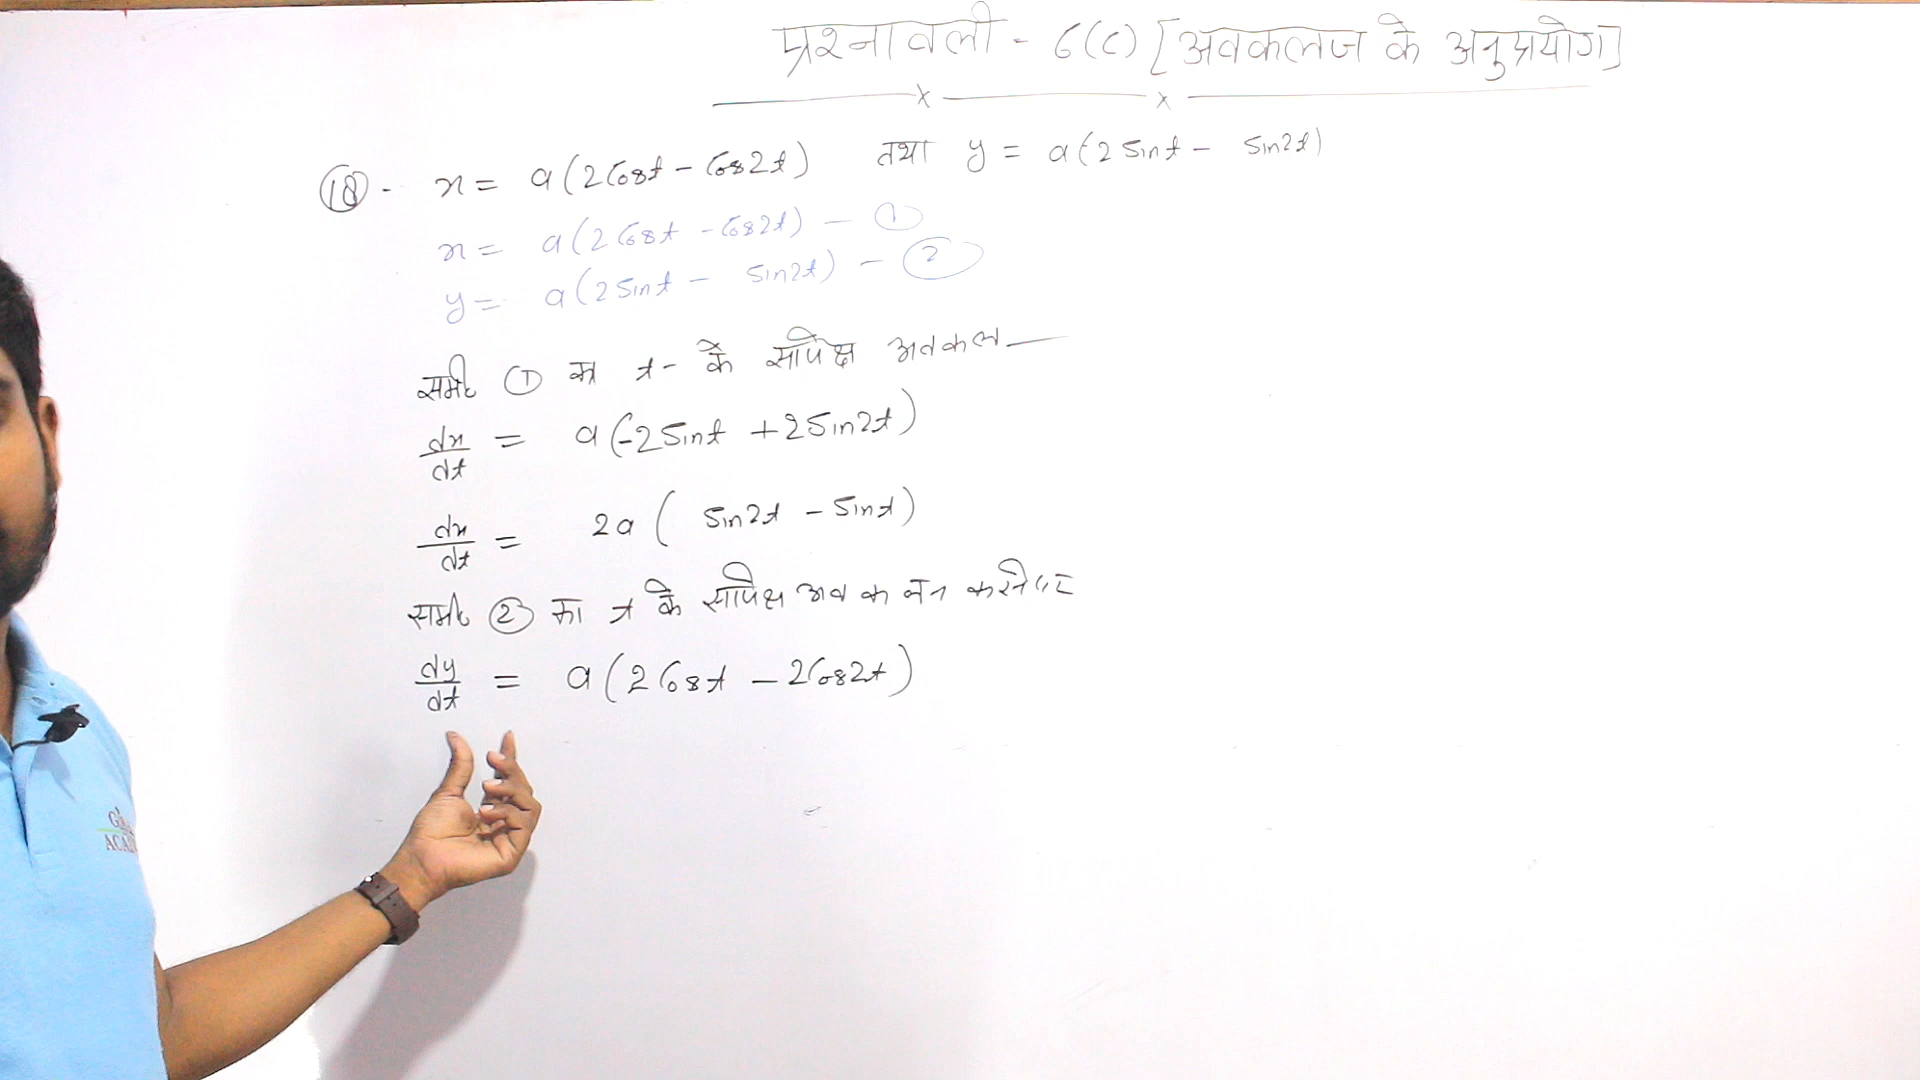 प्रश्नावली - 6(C) [अवकलज के अनुप्रयोग]
(18) - x = a(2Cost - Cos2t) तथा y = a(2Sint - Sin2t)
x = a(2Cost - Cos2t) - (1)
y = a(2Sint - Sin2t) - (2)
समी० (1) का t- के सापेक्ष अवकल
dx/dt = a(-2Sint + 2Sin2t)
dx/dt = 2a( Sin2t - Sint)
समी० (2) का t के सापेक्ष अवकलन करने पर
dy/dt = a(2Cost - 2Cos2t)